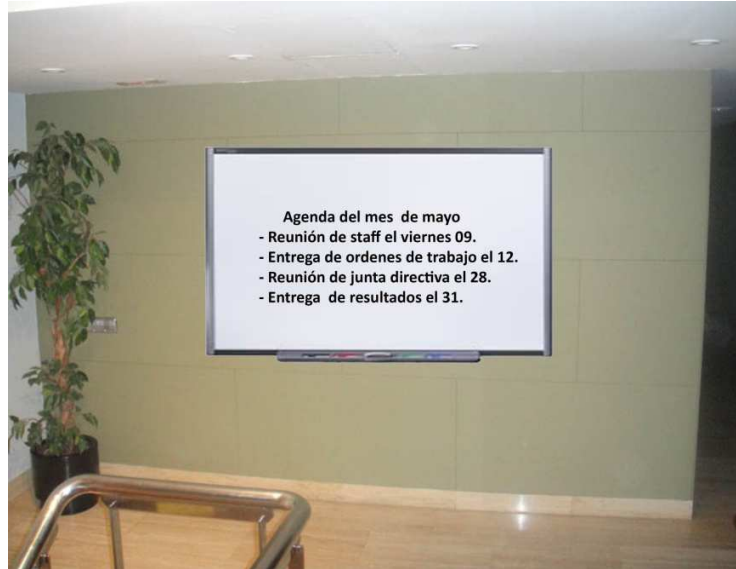 Agenda del mes de mayo
- Reunión de staff el viernes 09.
- Entrega de ordenes de trabajo el 12.
- Reunión de junta directiva el 28.
- Entrega de resultados el 31.